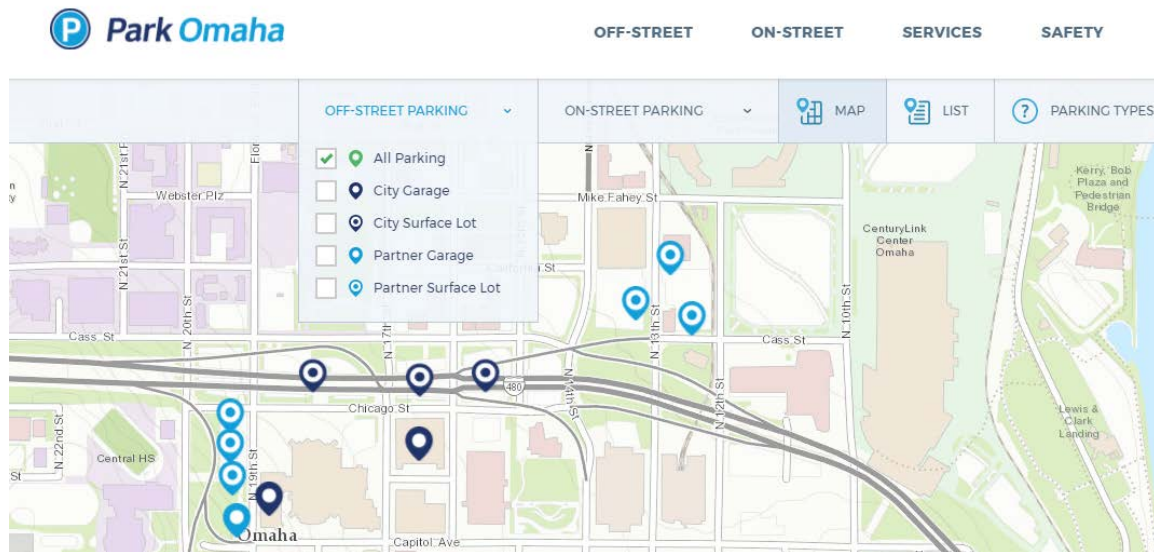 P Park Omaha
OFF-STREET ON-STREET SERVICES SAFETY
OFF-STREET PARKING ON-STREET PARKING MAP LIST ? PARKING TYPES
All Parking
City Garage
City Surface Lot
Partner Garage
Partner Surface Lot
N 21st St
Webster Plz
Mike Fahey St
Kerry, Bob
Plaza and
Pedestrian
Bridge
CenturyLink
Center
Omaha
N 21st St
N 20th St
N 17th
N 13th St
N 10th St
Cass St
Cass St
480
N 14th St
N 12th St
Chicago St
Lewis &
Clark
Landing
N 22nd St
Central HS
St
N 19th St
Omaha
Capitol Ave